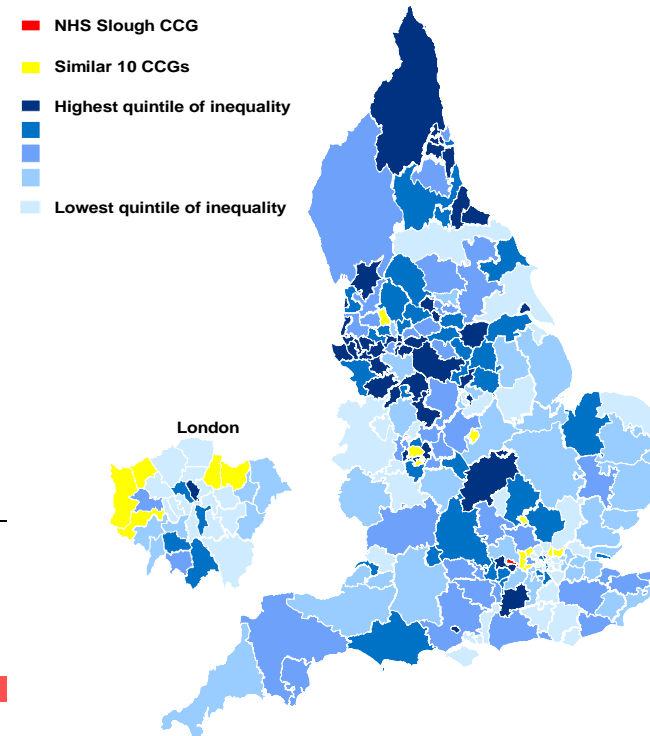 NHS Slough CCG
Similar 10 CCGs
Highest quintile of inequality
Lowest quintile of inequality
London